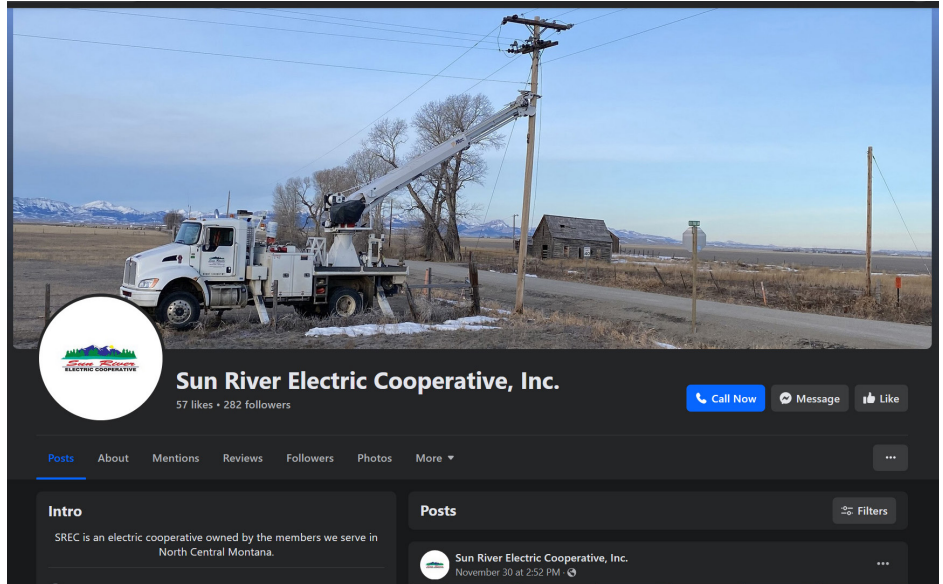 Sun River
ELECTRIC COOPERATIVE
Sun River Electric Cooperative, Inc.
57 likes • 282 followers
Call Now
Message
Like
Posts
About
Mentions
Reviews
Followers
Photos
More
Intro
SREC is an electric cooperative owned by the members we serve in
North Central Montana.
Posts
Filters
Sun River Electric Cooperative, Inc.
November 30 at 2:52 PM ·